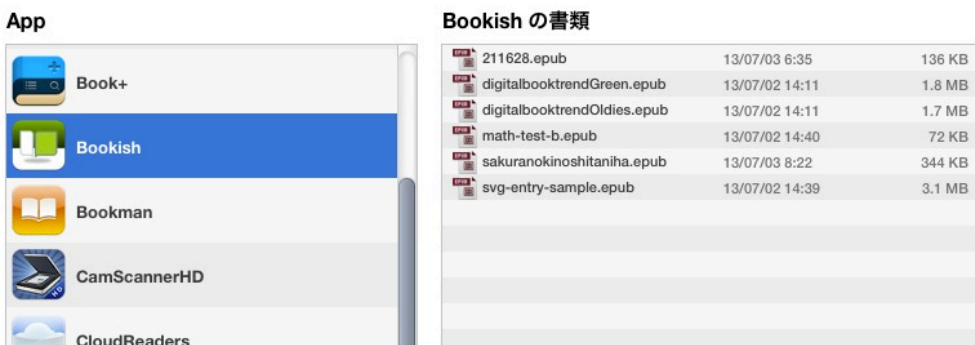 App
Book+
Bookish
Bookman
CamScannerHD
CloudReaders
Bookish の書類
211628.epub 13/07/03 6:35 136 KB
digitalbooktrendGreen.epub 13/07/02 14:11 1.8 MB
digitalbooktrendOldies.epub 13/07/02 14:11 1.7 MB
math-test-b.epub 13/07/02 14:40 72 KB
sakuranokinoshitaniha.epub 13/07/03 8:22 344 KB
svg-entry-sample.epub 13/07/02 14:39 3.1 MB